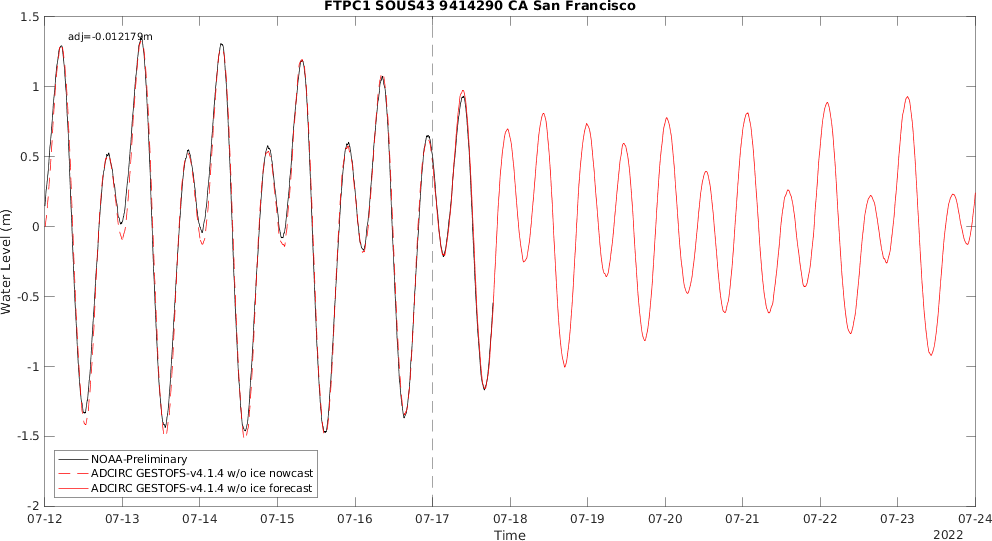 FTPC1 SOUS43 9414290 CA San Francisco
adj=-0.012179m
1.5
1
0.5
0
-0.5
-1
-1.5
-2
Water Level (m)
NOAA-Preliminary
ADCIRC GESTOFS-v4.1.4 w/o ice nowcast
ADCIRC GESTOFS-v4.1.4 w/o ice forecast
07-12 07-13 07-14 07-15 07-16 07-17 07-18 07-19 07-20 07-21 07-22 07-23 07-24
Time
2022